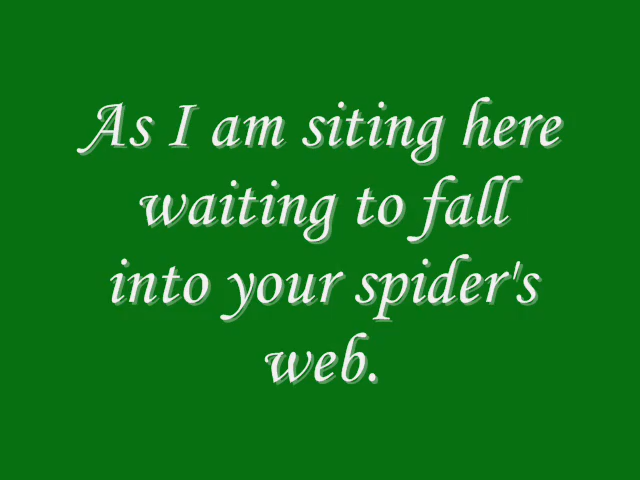 As I am siting here
waiting to fall
into your spider's
web.